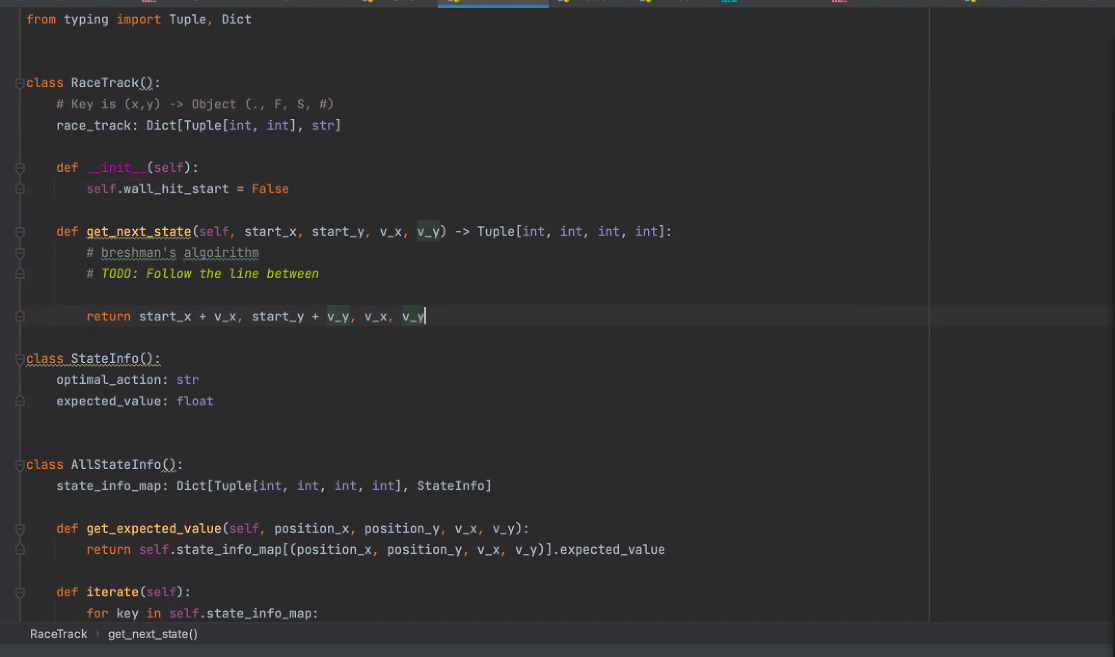 from typing import Tuple, Dict
class RaceTrack():
# Key is (x,y) -> Object (., F, S, #)
race_track: Dict[Tuple[int, int], str]
def __init__(self):
self.wall_hit_start = False
def get_next_state(self, start_x, start_y, v_x, v_y) -> Tuple[int, int, int, int]:
# breshman's algoirithm
# TODO: Follow the line between
return start_x + v_x, start_y + v_y, v_x, v_y
class StateInfo():
optimal_action: str
expected_value: float
class AllStateInfo():
state_info_map: Dict[Tuple[int, int, int, int], StateInfo]
def get_expected_value(self, position_x, position_y, v_x, v_y):
return self.state_info_map[(position_x, position_y, v_x, v_y)].expected_value
def iterate(self):
for key in self.state_info_map:
RaceTrack › get_next_state()